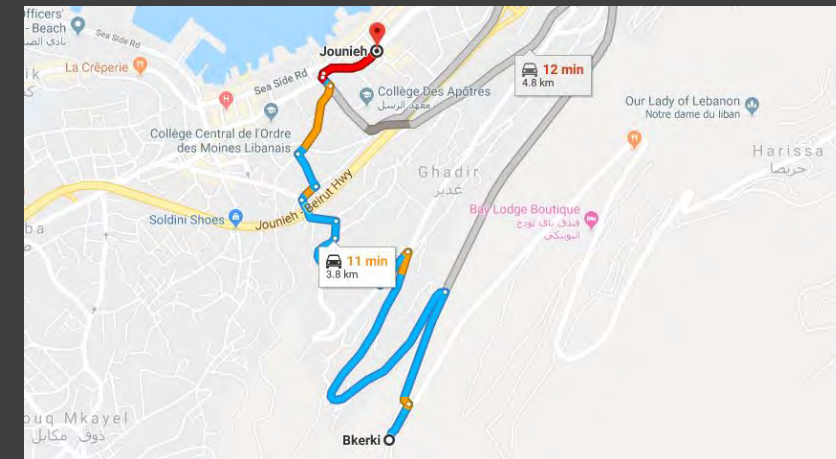 Officers'
- Beach
نادي الض
Sea Side Rd
La Crêperie
Jounieh
Sea Side Rd
12 min
4.8 km
Collège Des Apôtres
معهد الرسل
Our Lady of Lebanon
Notre dame du liban
Collège Central de l'Ordre
des Moines Libanais
Harissa
حريصا
Ghadir
غدير
Jounieh - Beirut Hwy
Soldini Shoes
Bay Lodge Boutique
فندق باي لودج
البوتيكي
11 min
3.8 km
ouq Mkayel
ذوق مكايل
Bkerki